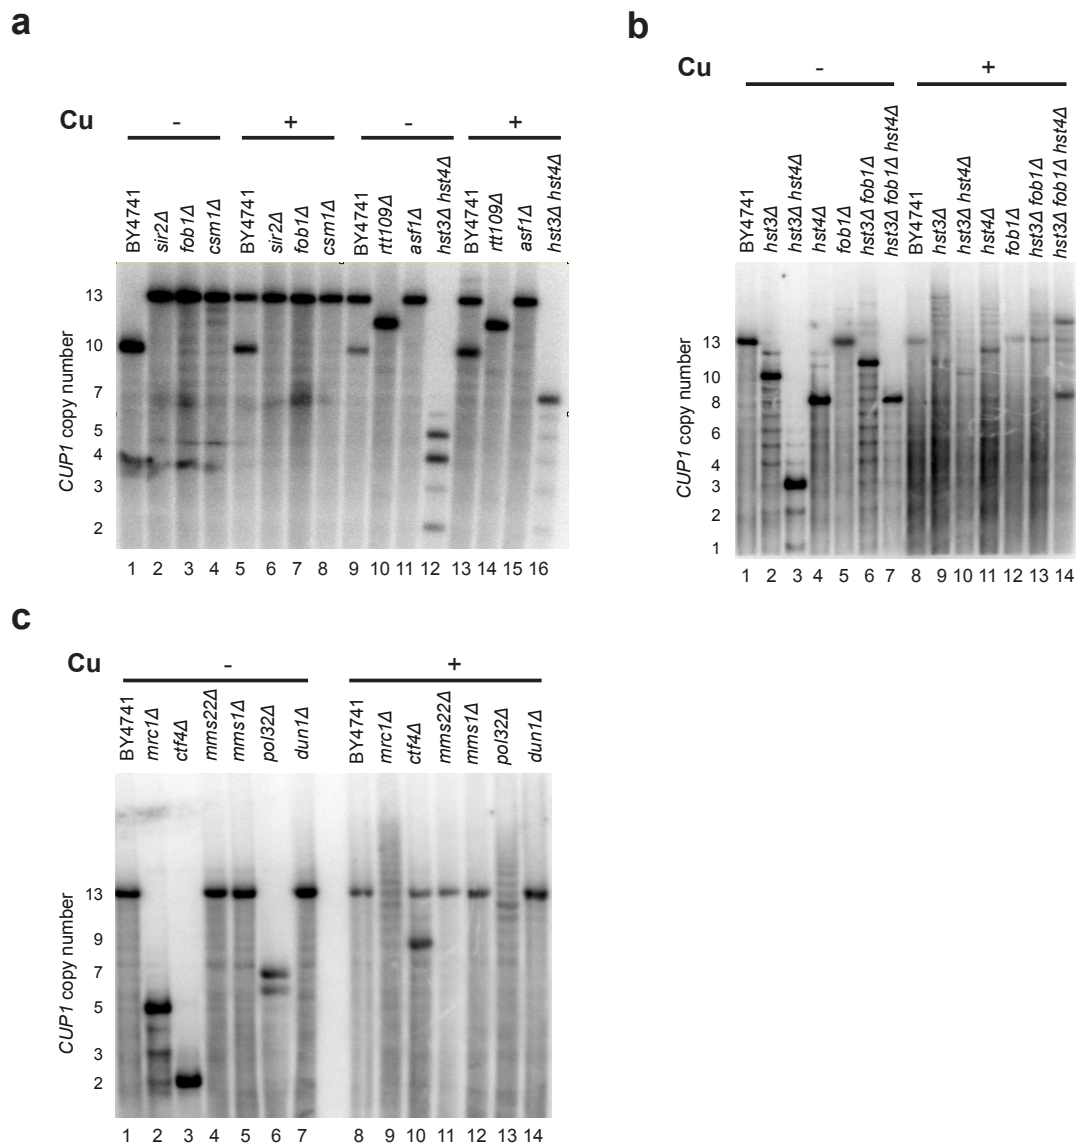 a
Cu
- + - +
BY4741 sir2Δ fob1Δ csm1Δ BY4741 sir2Δ fob1Δ csm1Δ BY4741 rtt109Δ asf1Δ hst3Δ hst4Δ BY4741 rtt109Δ asf1Δ hst3Δ hst4Δ
CUP1 copy number
13
10
7
5
4
3
2
1 2 3 4 5 6 7 8 9 10 11 12 13 14 15 16
b
Cu
- +
BY4741 hst3Δ hst3Δ hst4Δ hst4Δ fob1Δ hst3Δ fob1Δ hst3Δ fob1Δ hst4Δ BY4741 hst3Δ hst3Δ hst4Δ hst4Δ fob1Δ hst3Δ fob1Δ hst3Δ fob1Δ hst4Δ
CUP1 copy number
13
10
8
6
4
3
2
1
1 2 3 4 5 6 7 8 9 10 11 12 13 14
c
Cu
- +
BY4741 mrc1Δ ctf4Δ mms22Δ mms1Δ pol32Δ dun1Δ BY4741 mrc1Δ ctf4Δ mms22Δ mms1Δ pol32Δ dun1Δ
CUP1 copy number
13
9
7
5
3
2
1 2 3 4 5 6 7 8 9 10 11 12 13 14